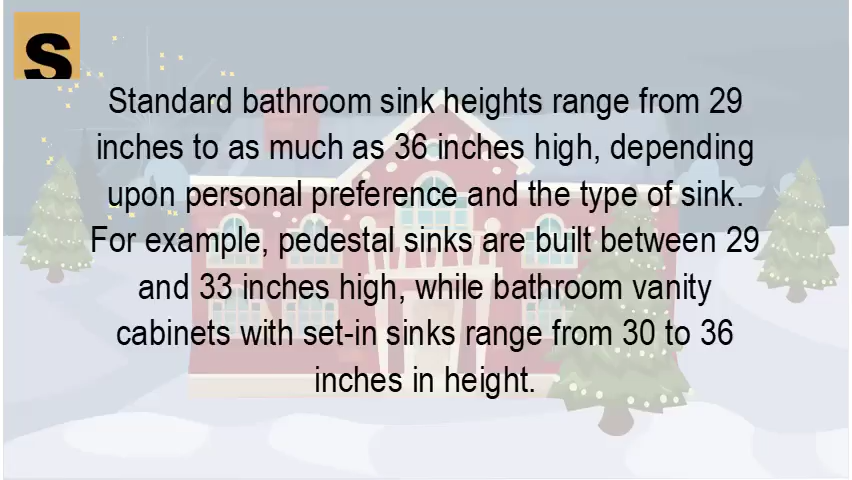 S
Standard bathroom sink heights range from 29
inches to as much as 36 inches high, depending
upon personal preference and the type of sink.
For example, pedestal sinks are built between 29
and 33 inches high, while bathroom vanity
cabinets with set-in sinks range from 30 to 36
inches in height.